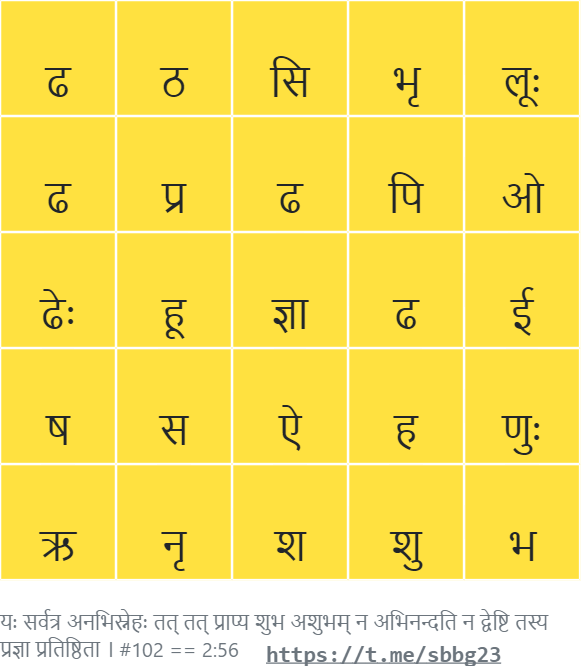 ढ ठ सि भृ लूः
ढ प्र ढ पि ओ
ढेः हू ज्ञा ढ ई
ष स ऐ ह णुः
ऋ नृ श शु भ
यः सर्वत्र अनभिस्नेहः तत् तत् प्राप्य शुभ अशुभम् न अभिनन्दति न द्वेष्टि तस्य
प्रज्ञा प्रतिष्ठिता । #102 == 2:56 https://t.me/sbbg23